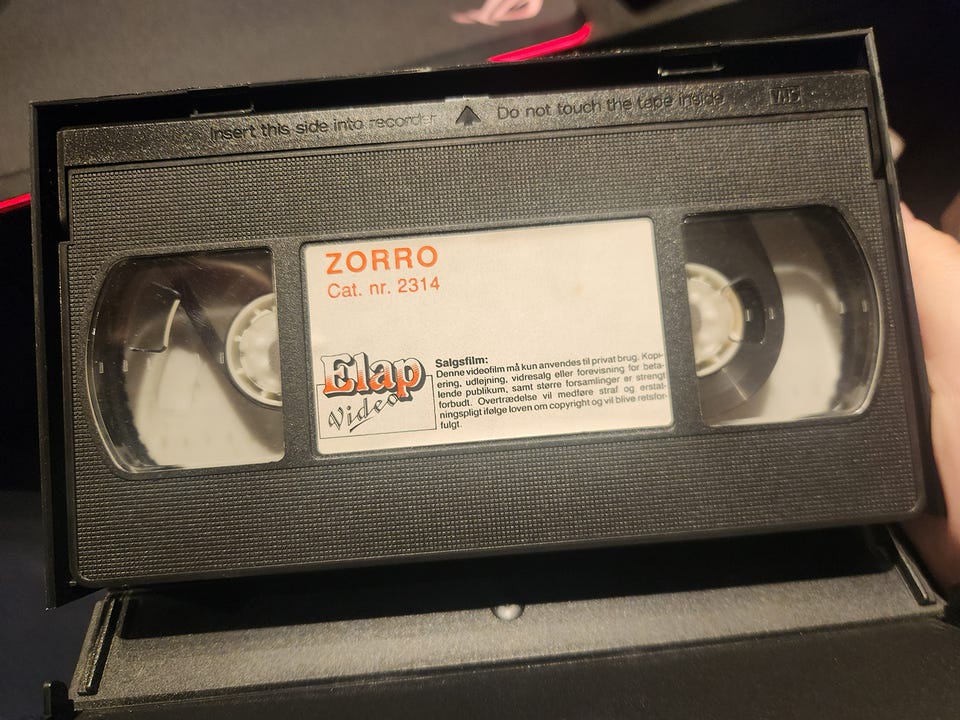 Insert this side into recorder Do not touch the tape inside VHS
ZORRO
Cat. nr. 2314
Elap
Video
Salgsfilm:
Denne videofilm må kun anvendes til privat brug. Kopi-
ering, udlejning, vidresalg eller forevisning for beta-
lende publikum, samt større forsamlinger er strengt
forbudt. Overtrædelse vil medføre straf og erstat-
ningspligt ifølge loven om copyright og vil blive retsfor-
fulgt.